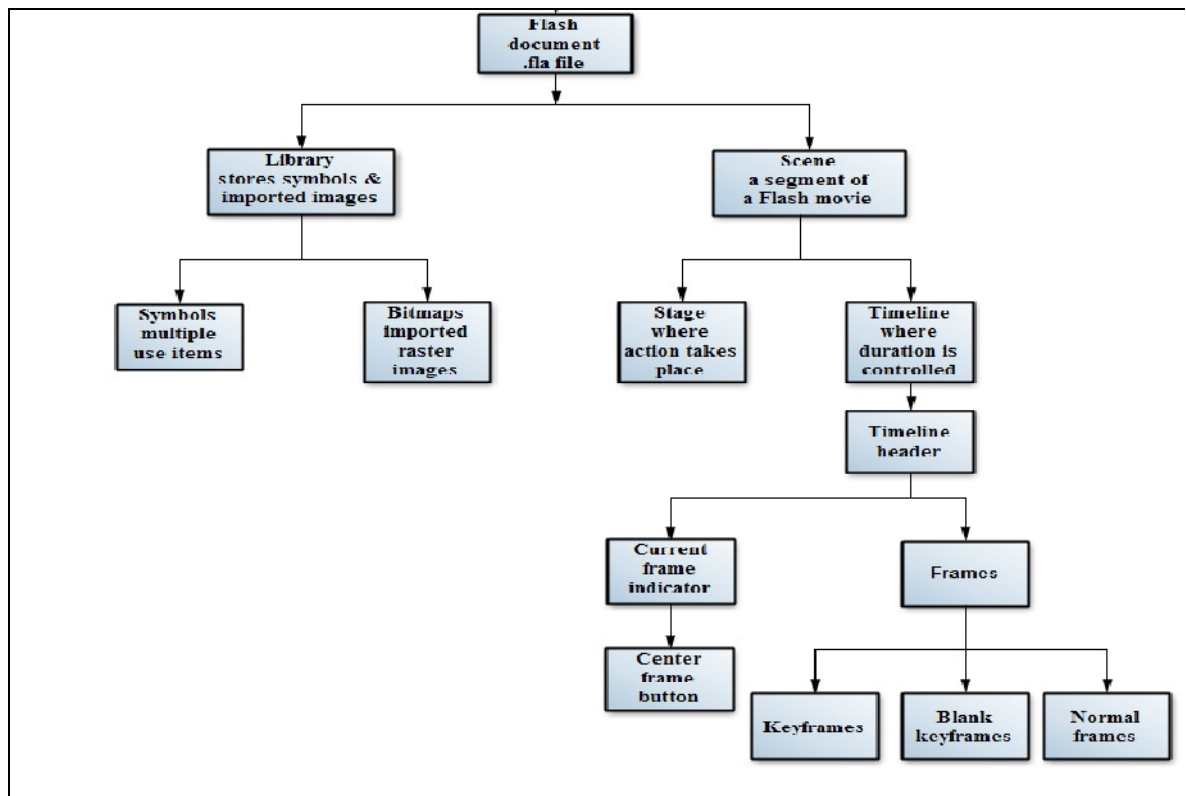 Flash
document
.fla file
Library
stores symbols &
imported images
Scene
a segment of
a Flash movie
Symbols
multiple
use items
Bitmaps
imported
raster
images
Stage
where
action takes
place
Timeline
where
duration is
controlled
Timeline
header
Current
frame
indicator
Frames
Center
frame
button
Keyframes
Blank
keyframes
Normal
frames